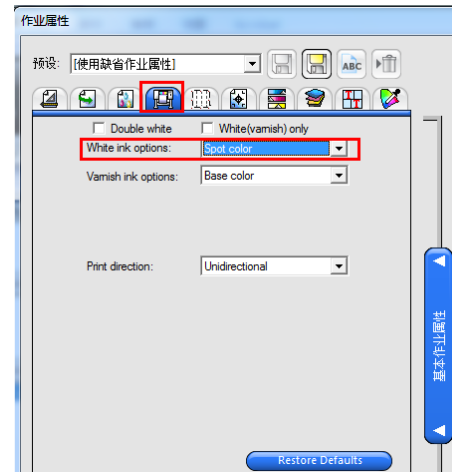 作业属性
预设: [使用缺省作业属性]
ABC
Double white White(varnish) only
White ink options: Spot color
Varnish ink options: Base color
Print direction: Unidirectional
基本作业属性
Restore Defaults